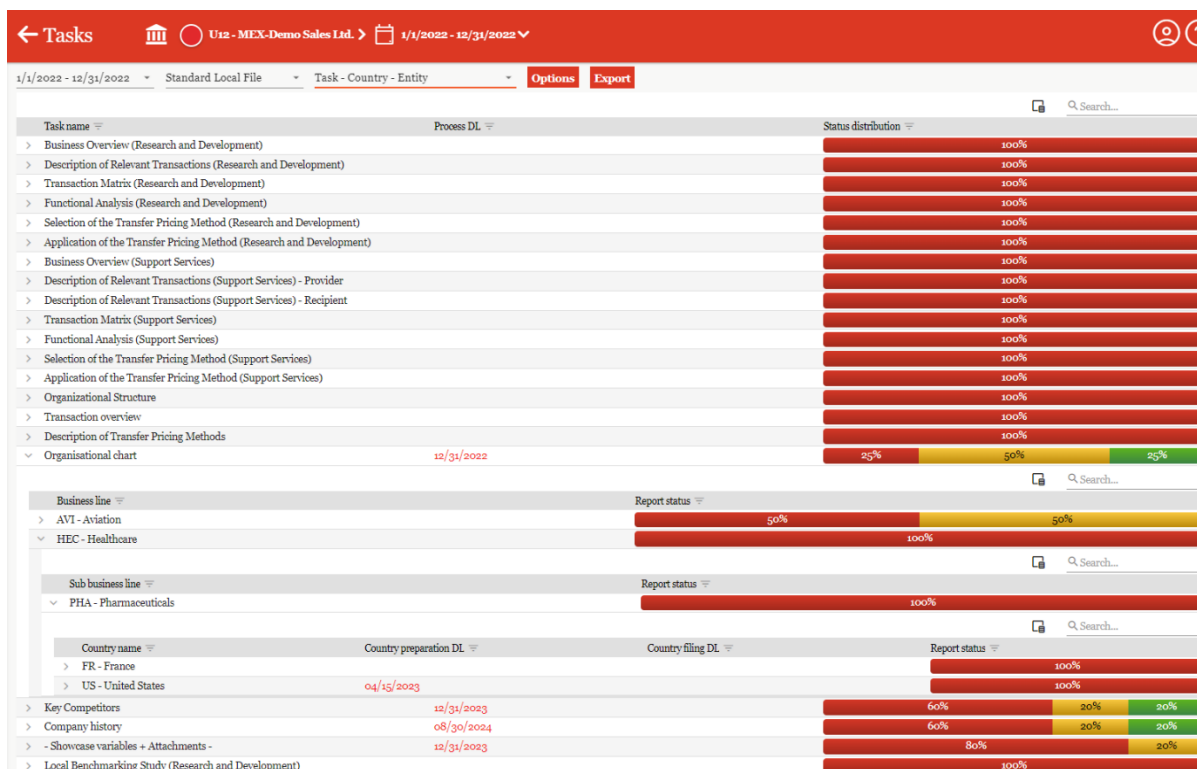 Tasks U12 - MEX-Demo Sales Ltd. 1/1/2022 - 12/31/2022
1/1/2022 - 12/31/2022 Standard Local File Task - Country - Entity Options Export
Search...
Task name Process DL Status distribution
Business Overview (Research and Development) 100%
Description of Relevant Transactions (Research and Development) 100%
Transaction Matrix (Research and Development) 100%
Functional Analysis (Research and Development) 100%
Selection of the Transfer Pricing Method (Research and Development) 100%
Application of the Transfer Pricing Method (Research and Development) 100%
Business Overview (Support Services) 100%
Description of Relevant Transactions (Support Services) - Provider 100%
Description of Relevant Transactions (Support Services) - Recipient 100%
Transaction Matrix (Support Services) 100%
Functional Analysis (Support Services) 100%
Selection of the Transfer Pricing Method (Support Services) 100%
Application of the Transfer Pricing Method (Support Services) 100%
Organizational Structure 100%
Transaction overview 100%
Description of Transfer Pricing Methods 100%
Organisational chart 12/31/2022 25% 50% 25%
Search...
Business line Report status
AVI - Aviation 50% 50%
HEC - Healthcare 100%
Search...
Sub business line Report status
PHA - Pharmaceuticals 100%
Search...
Country name Country preparation DL Country filing DL Report status
FR - France 100%
US - United States 04/15/2023 100%
Key Competitors 12/31/2023 60% 20% 20%
Company history 08/30/2024 60% 20% 20%
- Showcase variables + Attachments - 12/31/2023 80% 20%
Local Benchmarking Study (Research and Development) 100%